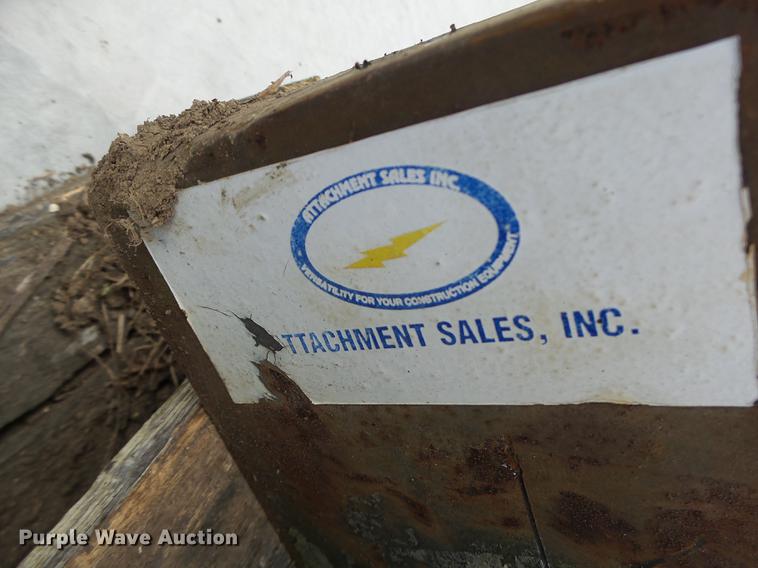 ATTACHMENT SALES INC.
VERSATILITY FOR YOUR CONSTRUCTION EQUIPMENT
TTACHMENT SALES, INC.
Purple Wave Auction